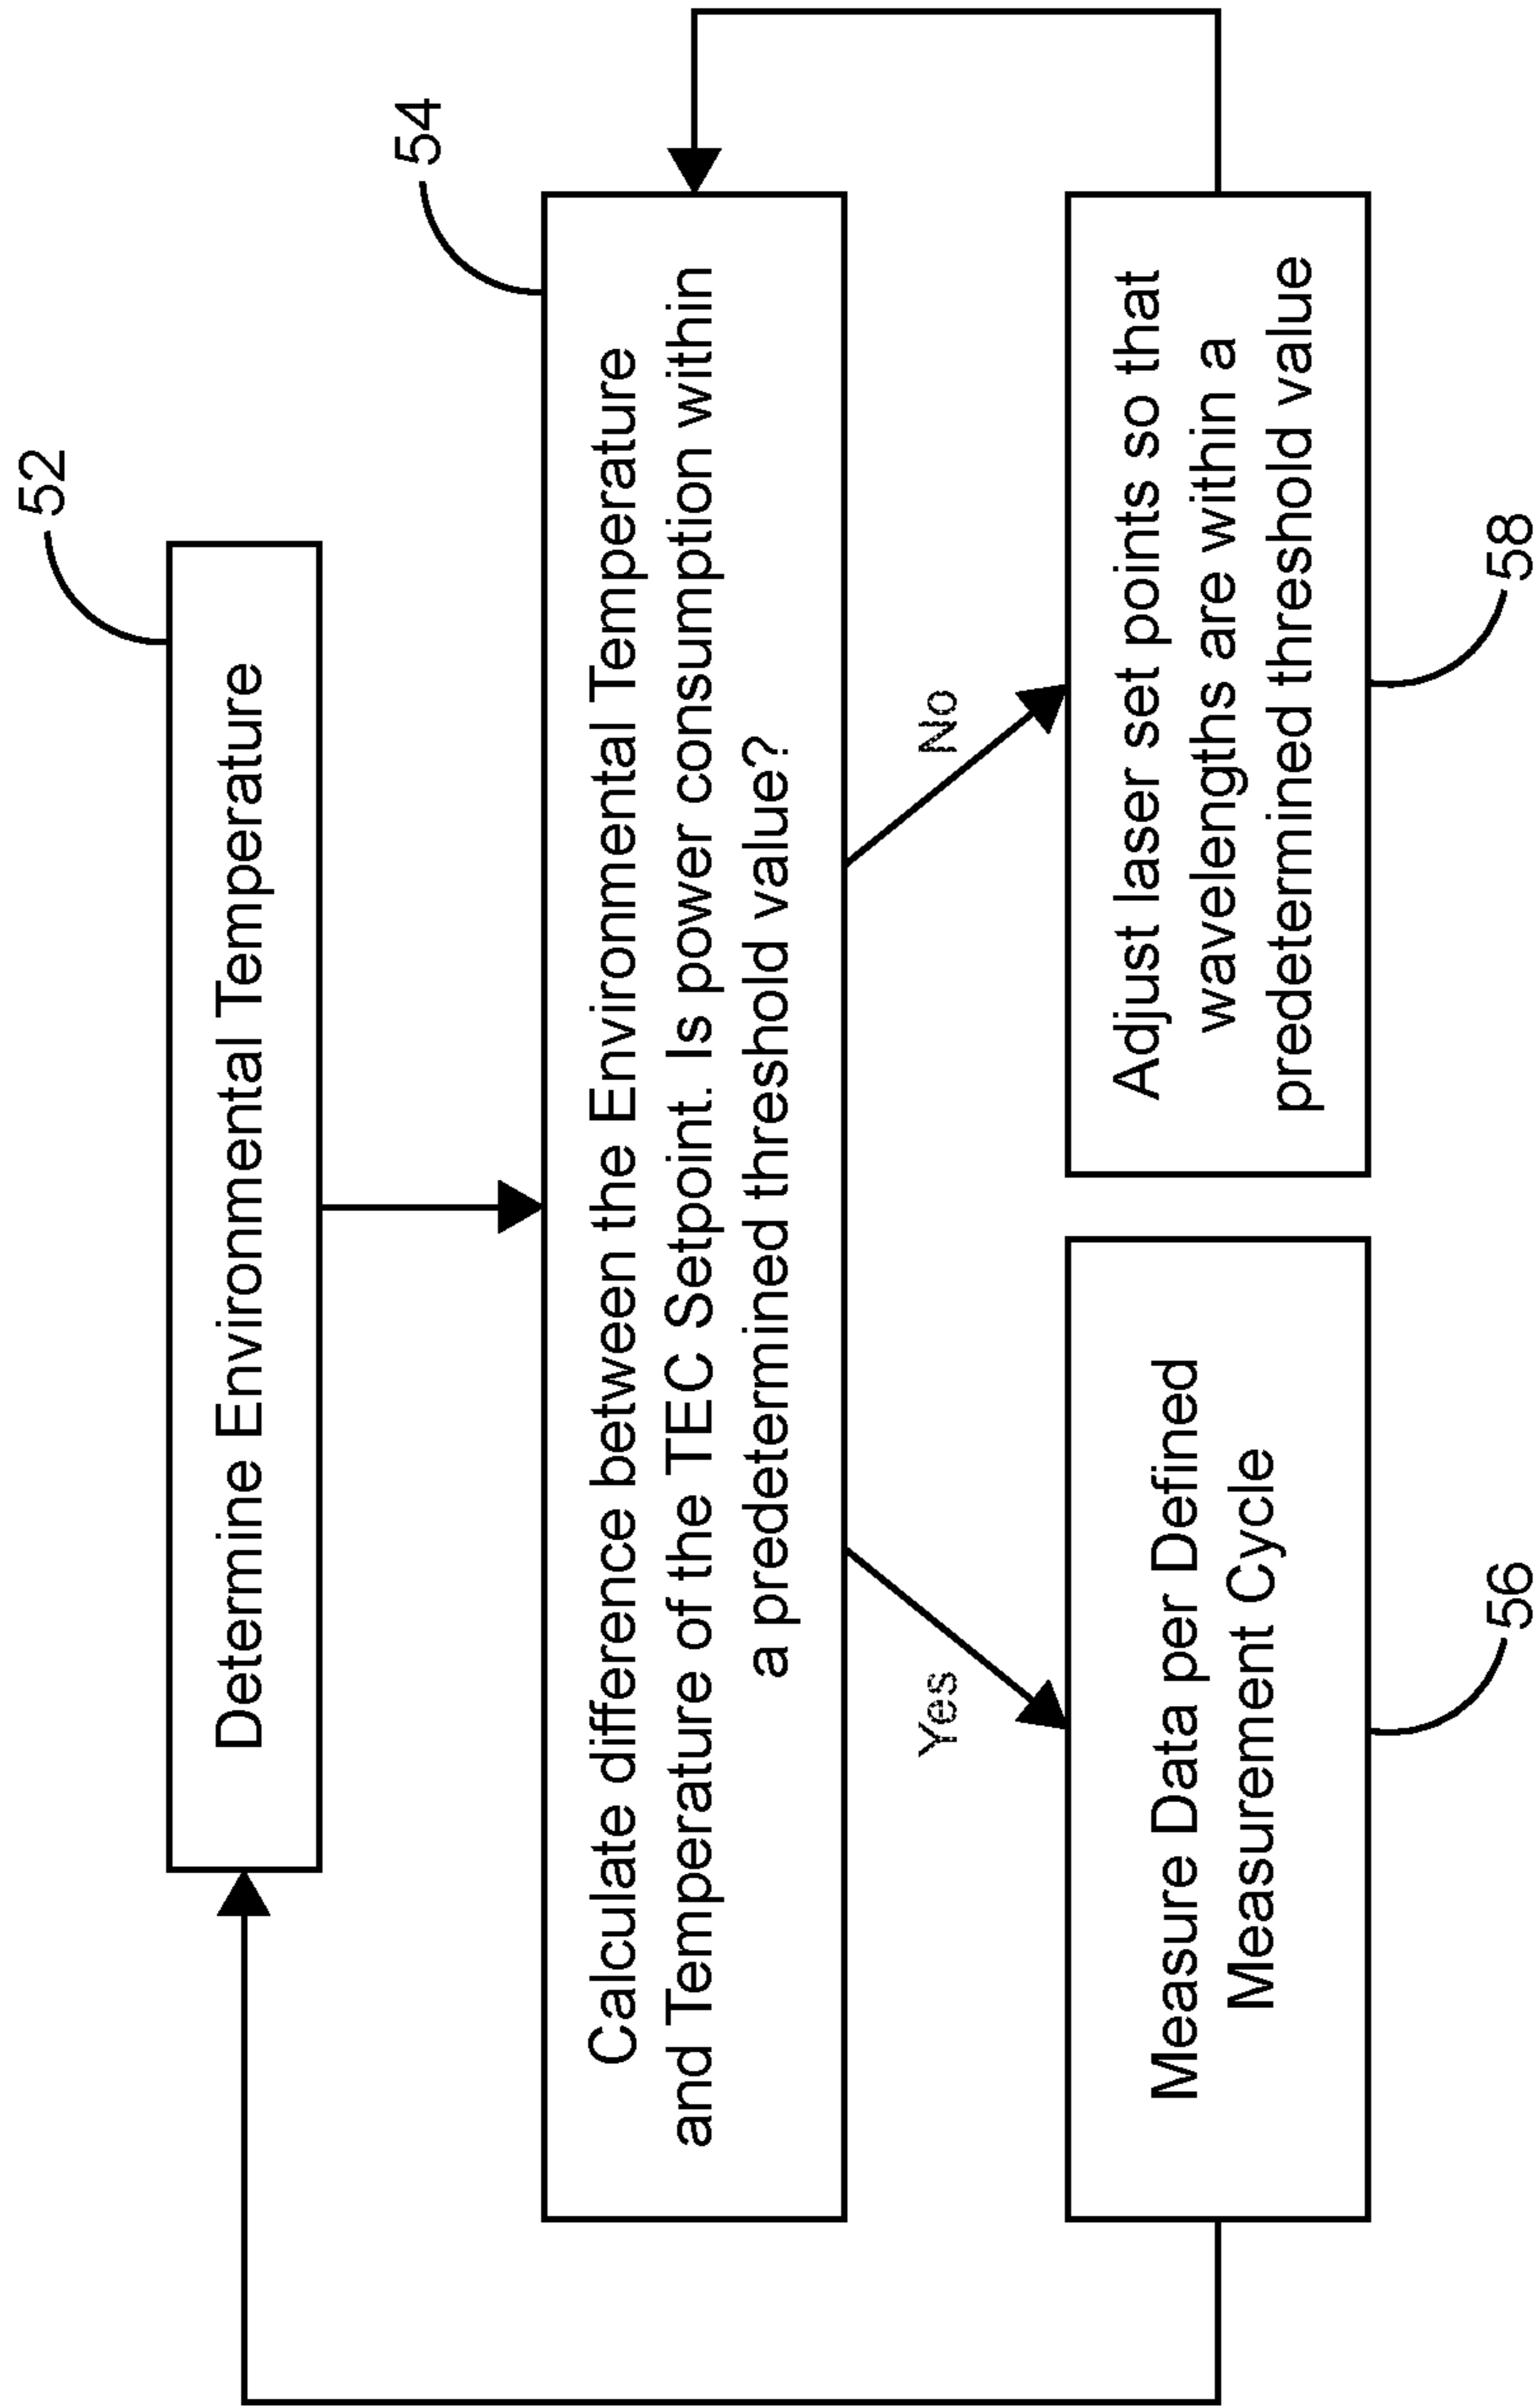 52
Determine Environmental Temperature
54
Calculate difference between the Environmental Temperature
and Temperature of the TEC Setpoint. Is power consumption within
a predetermined threshold value?
Yes
No
Measure Data per Defined
Measurement Cycle
56
Adjust laser set points so that
wavelengths are within a
predetermined threshold value
58